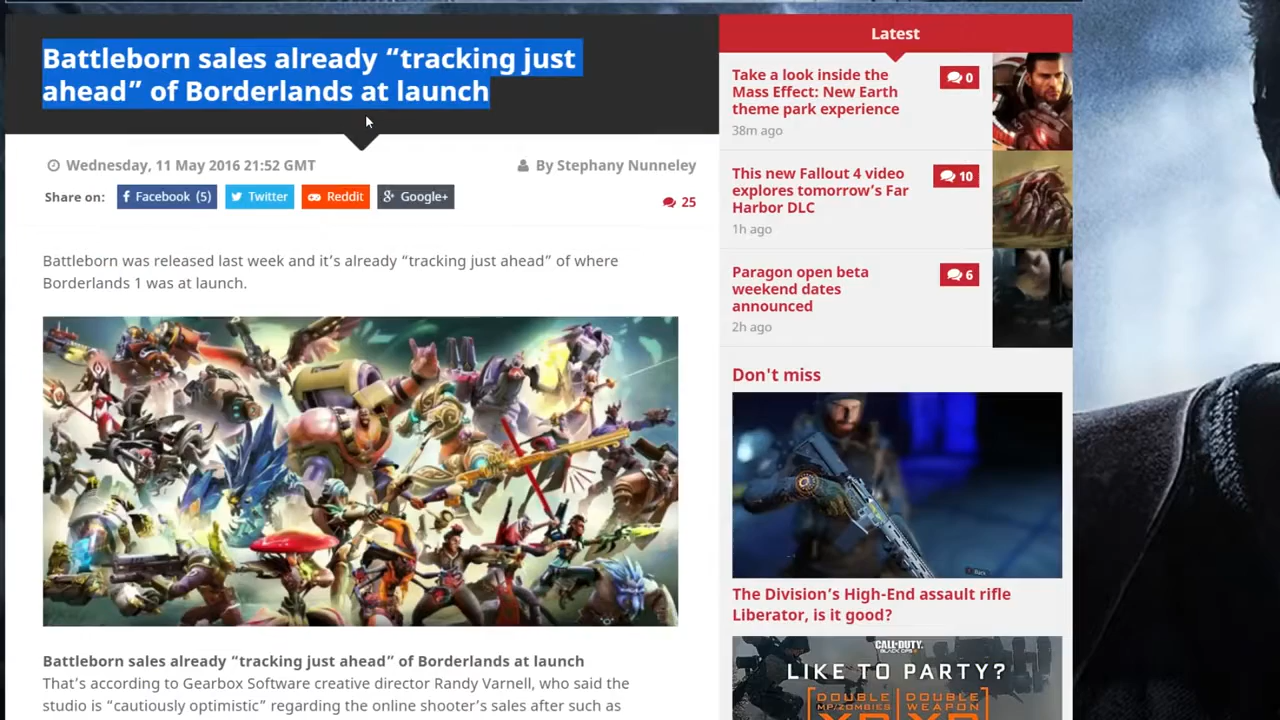 Battleborn sales already “tracking just
ahead” of Borderlands at launch
Wednesday, 11 May 2016 21:52 GMT
By Stephany Nunneley
Share on:
Facebook (5)
Twitter
Reddit
Google+
25
Battleborn was released last week and it’s already “tracking just ahead” of where
Borderlands 1 was at launch.
Battleborn sales already “tracking just ahead” of Borderlands at launch
That’s according to Gearbox Software creative director Randy Varnell, who said the
studio is “cautiously optimistic” regarding the online shooter’s sales after such as
Latest
Take a look inside the
Mass Effect: New Earth
theme park experience
0
38m ago
This new Fallout 4 video
explores tomorrow’s Far
Harbor DLC
10
1h ago
Paragon open beta
weekend dates
announced
6
2h ago
Don't miss
The Division’s High-End assault rifle
Liberator, is it good?
CALL OF DUTY
BLACK OPS
LIKE TO PARTY?
DOUBLE DOUBLE
MP/ZOMBIES WEAPON